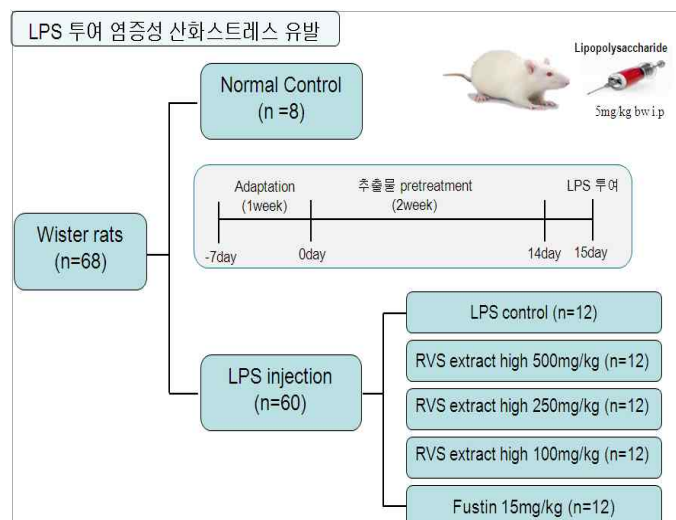 LPS 투여 염증성 산화스트레스 유발
Lipopolysaccharide
5mg/kg bw i.p
Normal Control
(n =8)
Adaptation
(1week)
추출물 pretreatment
(2week)
LPS 투여
-7day
0day
14day
15day
Wister rats
(n=68)
LPS injection
(n=60)
LPS control (n=12)
RVS extract high 500mg/kg (n=12)
RVS extract high 250mg/kg (n=12)
RVS extract high 100mg/kg (n=12)
Fustin 15mg/kg (n=12)